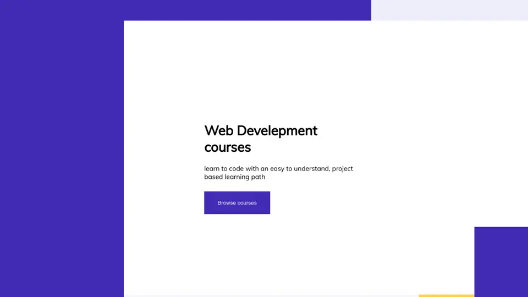 Web Develepment
courses
learn to code with an easy to understand, project
based learning path
Browse courses